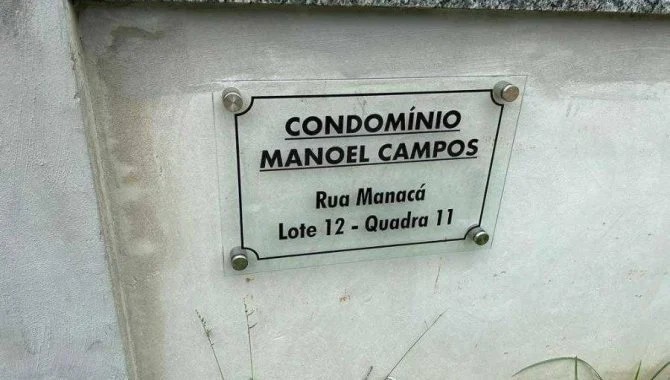 CONDOMÍNIO
MANOEL CAMPOS
Rua Manacá
Lote 12 - Quadra 11